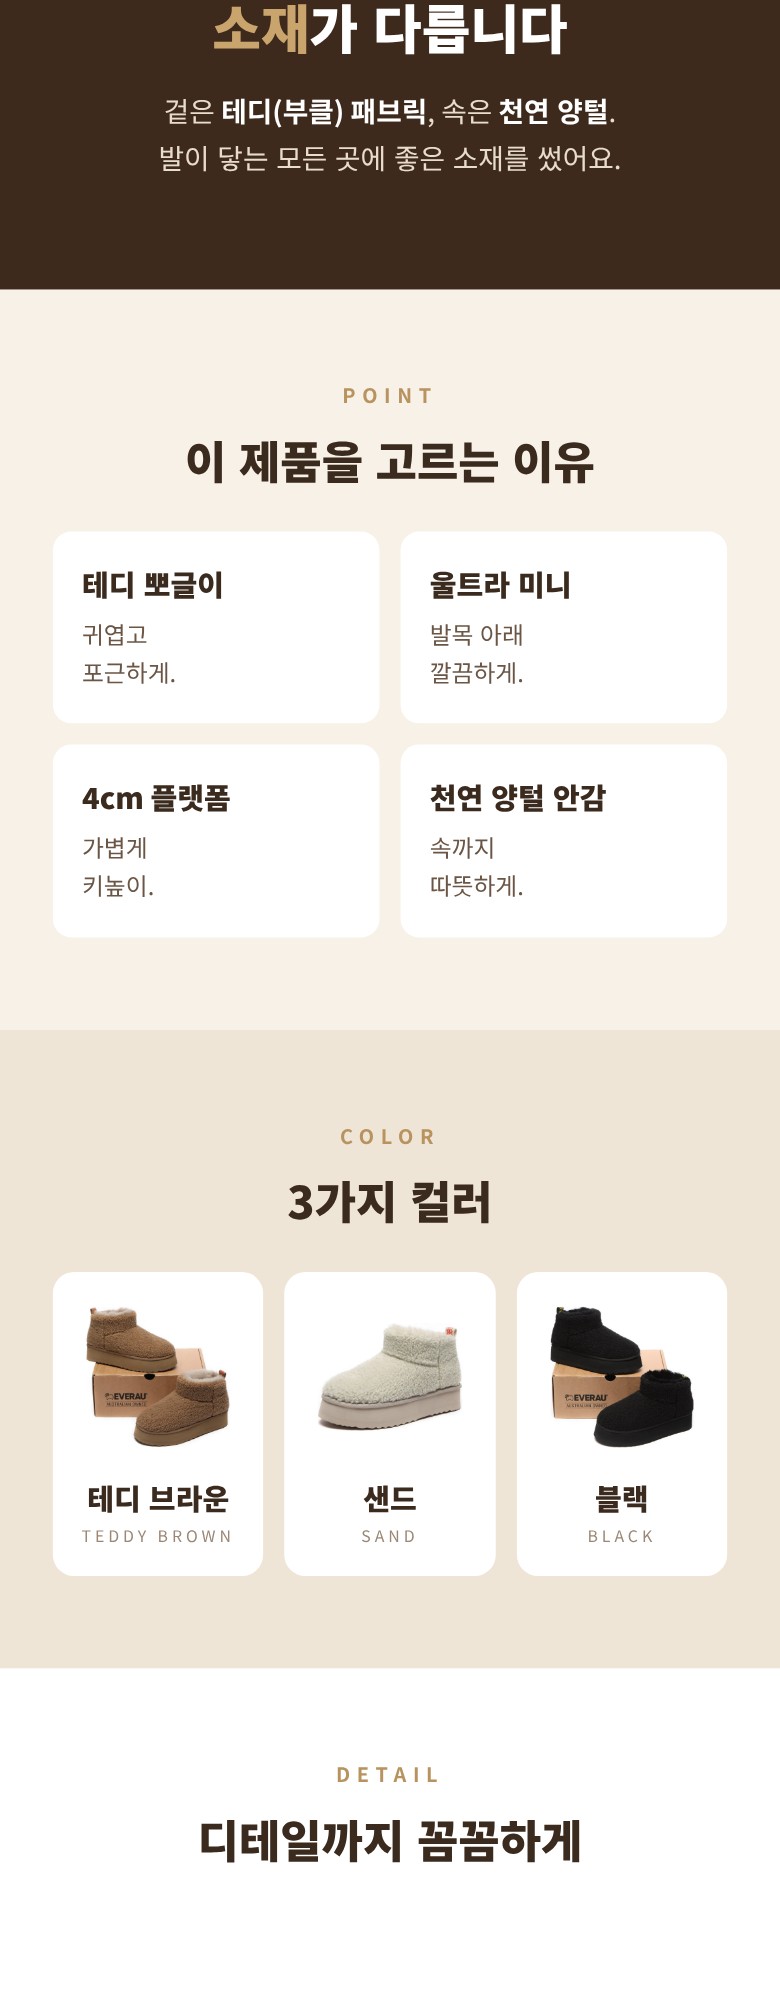 소재가 다릅니다
겉은 테디(부클) 패브릭, 속은 천연 양털.
발이 닿는 모든 곳에 좋은 소재를 썼어요.
POINT
이 제품을 고르는 이유
테디 뽀글이
귀엽고
포근하게.
울트라 미니
발목 아래
깔끔하게.
4cm 플랫폼
가볍게
키높이.
천연 양털 안감
속까지
따뜻하게.
COLOR
3가지 컬러
EVERAU
EVERAU
테디 브라운
TEDDY BROWN
샌드
SAND
블랙
BLACK
DETAIL
디테일까지 꼼꼼하게